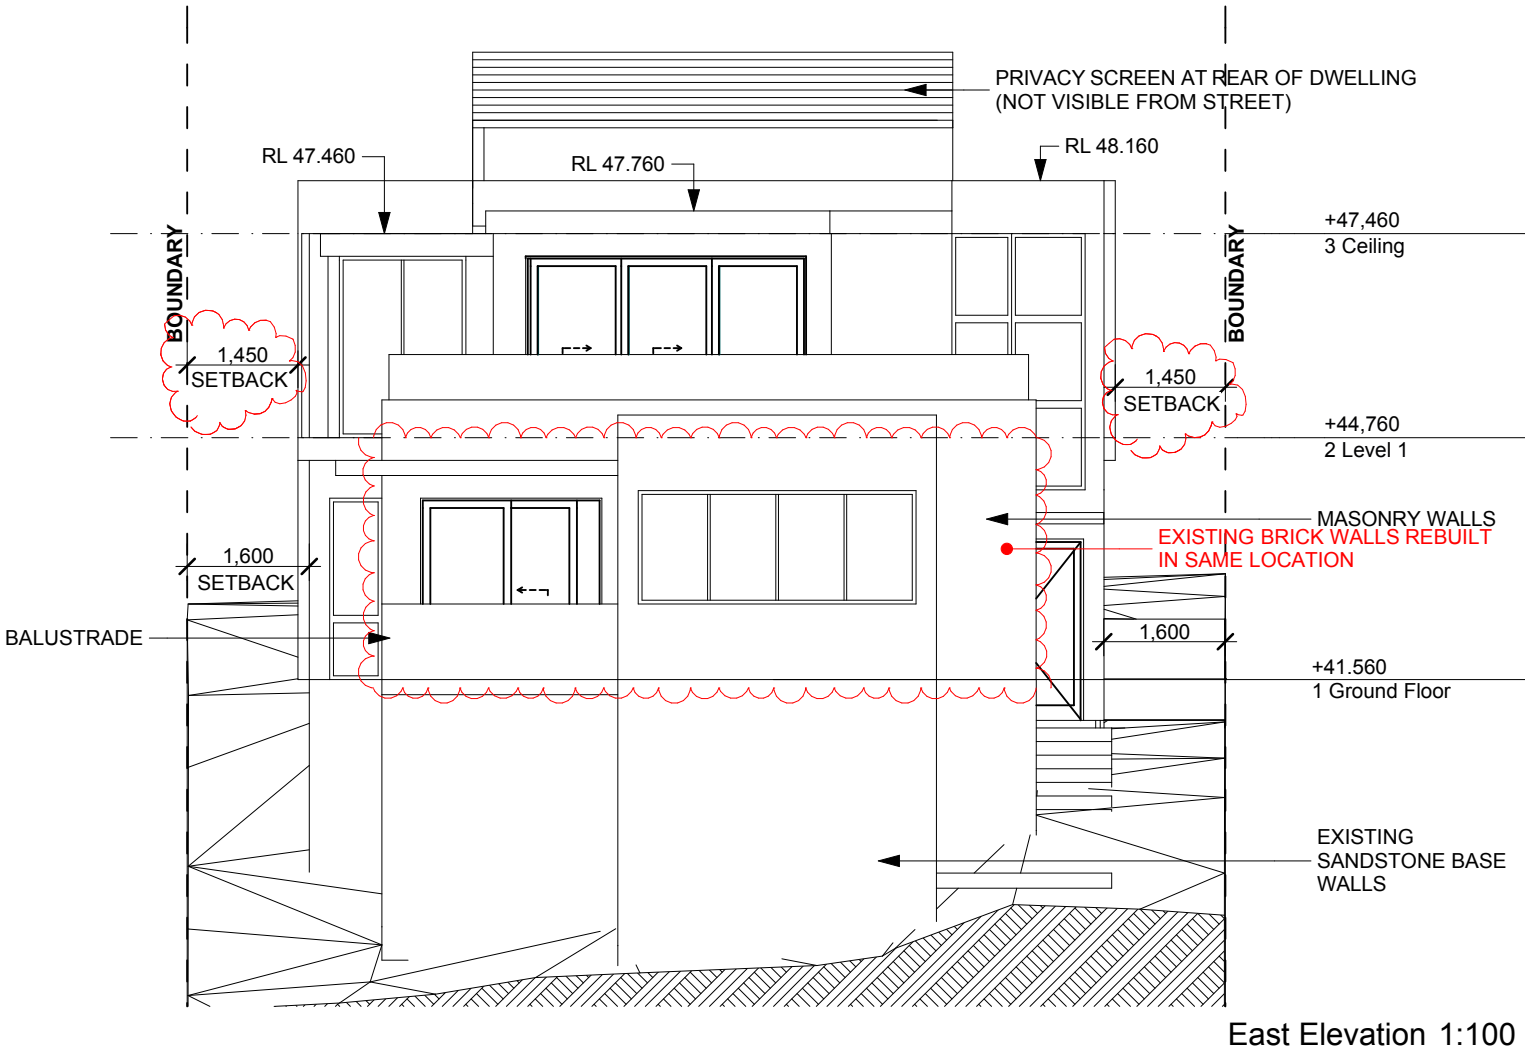 PRIVACY SCREEN AT REAR OF DWELLING
(NOT VISIBLE FROM STREET)
RL 47.460
RL 47.760
RL 48.160
BOUNDARY
BOUNDARY
+47,460
3 Ceiling
1,450
SETBACK
1,450
SETBACK
+44,760
2 Level 1
MASONRY WALLS
EXISTING BRICK WALLS REBUILT
IN SAME LOCATION
1,600
SETBACK
BALUSTRADE
1,600
+41.560
1 Ground Floor
EXISTING
SANDSTONE BASE
WALLS
East Elevation 1:100